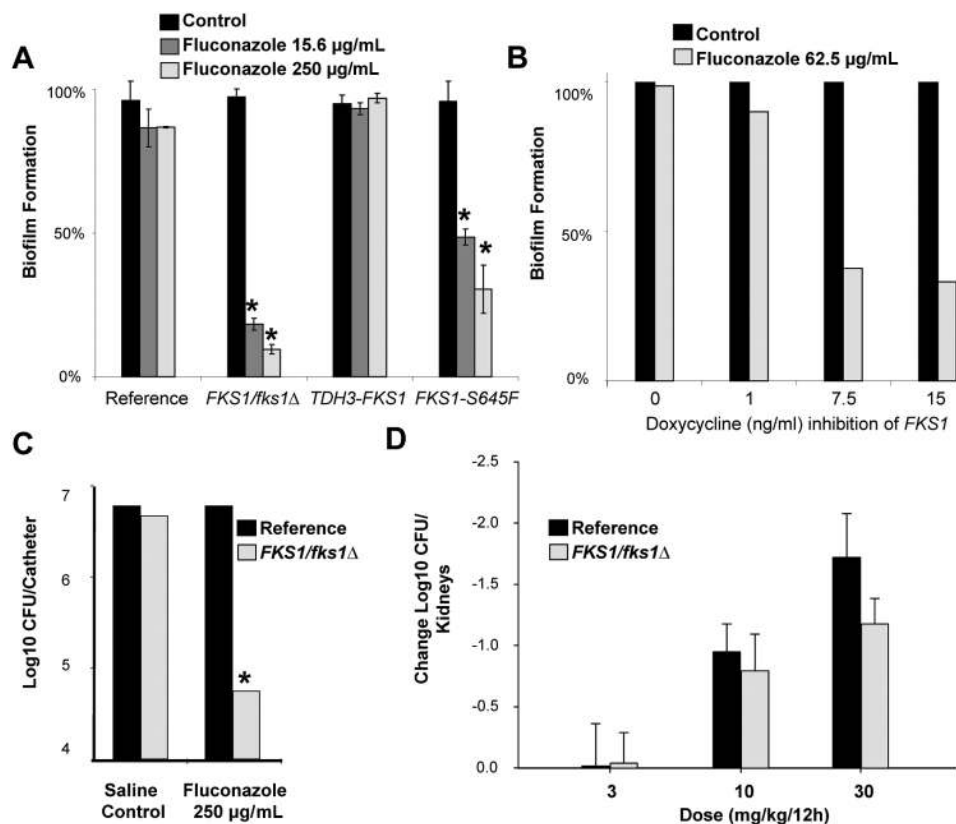 A
Control
Fluconazole 15.6 µg/mL
Fluconazole 250 µg/mL
Biofilm Formation
100%
50%
0%
* * * *
Reference FKS1/fks1Δ TDH3-FKS1 FKS1-S645F
B
Control
Fluconazole 62.5 µg/mL
Biofilm Formation
100%
50%
0%
0 1 7.5 15
Doxycycline (ng/ml) inhibition of FKS1
C
Log10 CFU/Catheter
7
6
5
4
Reference
FKS1/fks1Δ
*
Saline Control
Fluconazole 250 µg/mL
D
Change Log10 CFU/
Kidneys
-2.5
-2.0
-1.5
-1.0
-0.5
0.0
Reference
FKS1/fks1Δ
3 10 30
Dose (mg/kg/12h)